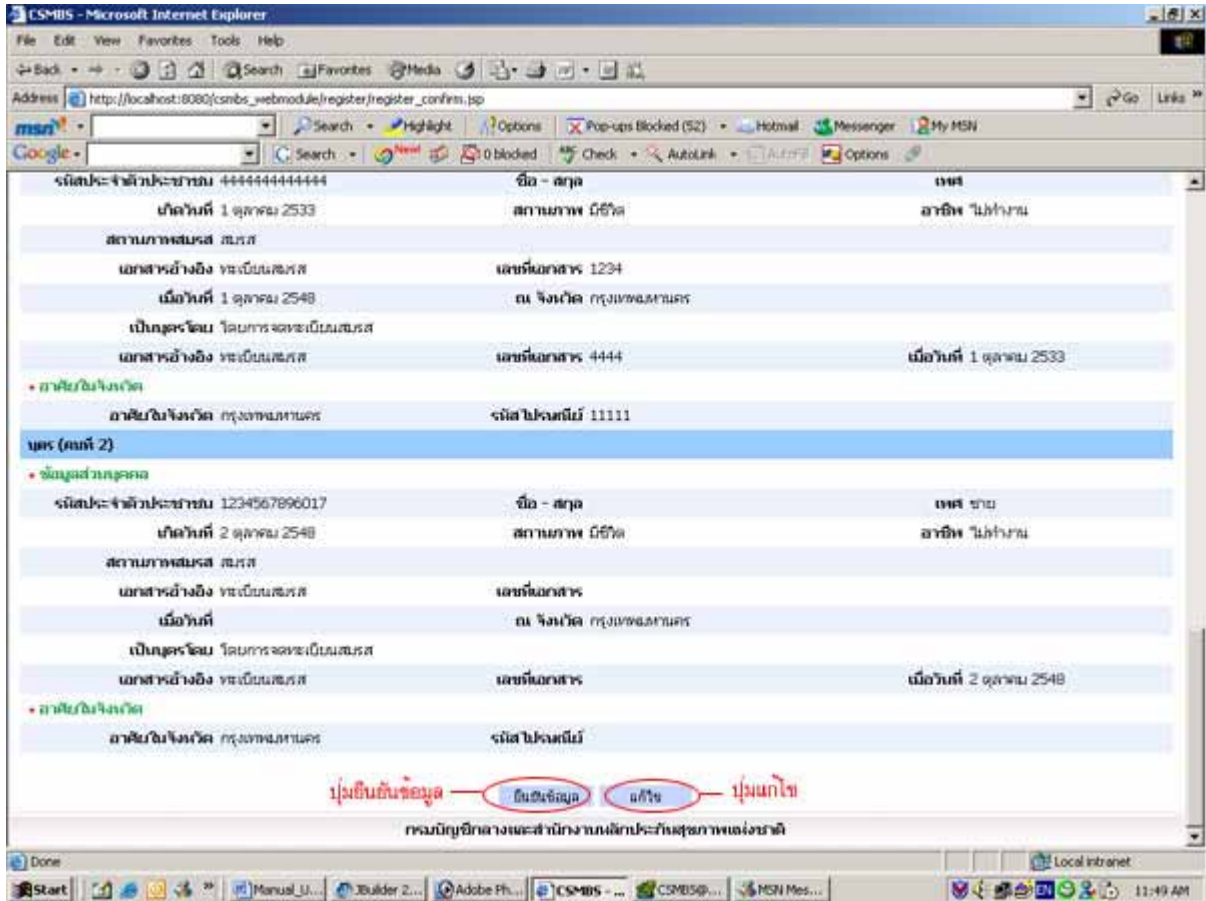 CSMBS - Microsoft Internet Explorer
File Edit View Favorites Tools Help
Back Search Favorites Media
Address http://localhost:8080/csmbs_webmodule/register/register_confirm.jsp Go Links
msn Search Highlight Options Pop-ups Blocked (52) Hotmail Messenger My MSN
Google Search New! 0 blocked Check AutoLink AutoFill Options
รหัสประจำตัวประชาชน 4444444444444 ชื่อ - สกุล เพศ
เกิดวันที่ 1 ตุลาคม 2533 สถานภาพ มีชีวิต อาชีพ ไม่ทำงาน
สถานภาพสมรส สมรส
เอกสารอ้างอิง ทะเบียนสมรส เลขที่เอกสาร 1234
เมื่อวันที่ 1 ตุลาคม 2548 ณ จังหวัด กรุงเทพมหานคร
เป็นบุตรโดย โดยการจดทะเบียนสมรส
เอกสารอ้างอิง ทะเบียนสมรส เลขที่เอกสาร 4444 เมื่อวันที่ 1 ตุลาคม 2533
• อาศัยในจังหวัด
อาศัยในจังหวัด กรุงเทพมหานคร รหัสไปรษณีย์ 11111
บุตร (คนที่ 2)
• ข้อมูลส่วนบุคคล
รหัสประจำตัวประชาชน 1234567896017 ชื่อ - สกุล เพศ ชาย
เกิดวันที่ 2 ตุลาคม 2548 สถานภาพ มีชีวิต อาชีพ ไม่ทำงาน
สถานภาพสมรส สมรส
เอกสารอ้างอิง ทะเบียนสมรส เลขที่เอกสาร
เมื่อวันที่ ณ จังหวัด กรุงเทพมหานคร
เป็นบุตรโดย โดยการจดทะเบียนสมรส
เอกสารอ้างอิง ทะเบียนสมรส เลขที่เอกสาร เมื่อวันที่ 2 ตุลาคม 2548
• อาศัยในจังหวัด
อาศัยในจังหวัด กรุงเทพมหานคร รหัสไปรษณีย์
ปุ่มยืนยันข้อมูล ยืนยันข้อมูล แก้ไข ปุ่มแก้ไข
กรมบัญชีกลางและสำนักงานหลักประกันสุขภาพแห่งชาติ
Done Local intranet
Start Manual_U... JBuilder 2... Adobe Ph... CSMBS - ... CSMBS@... MSN Mes... EN 11:49 AM